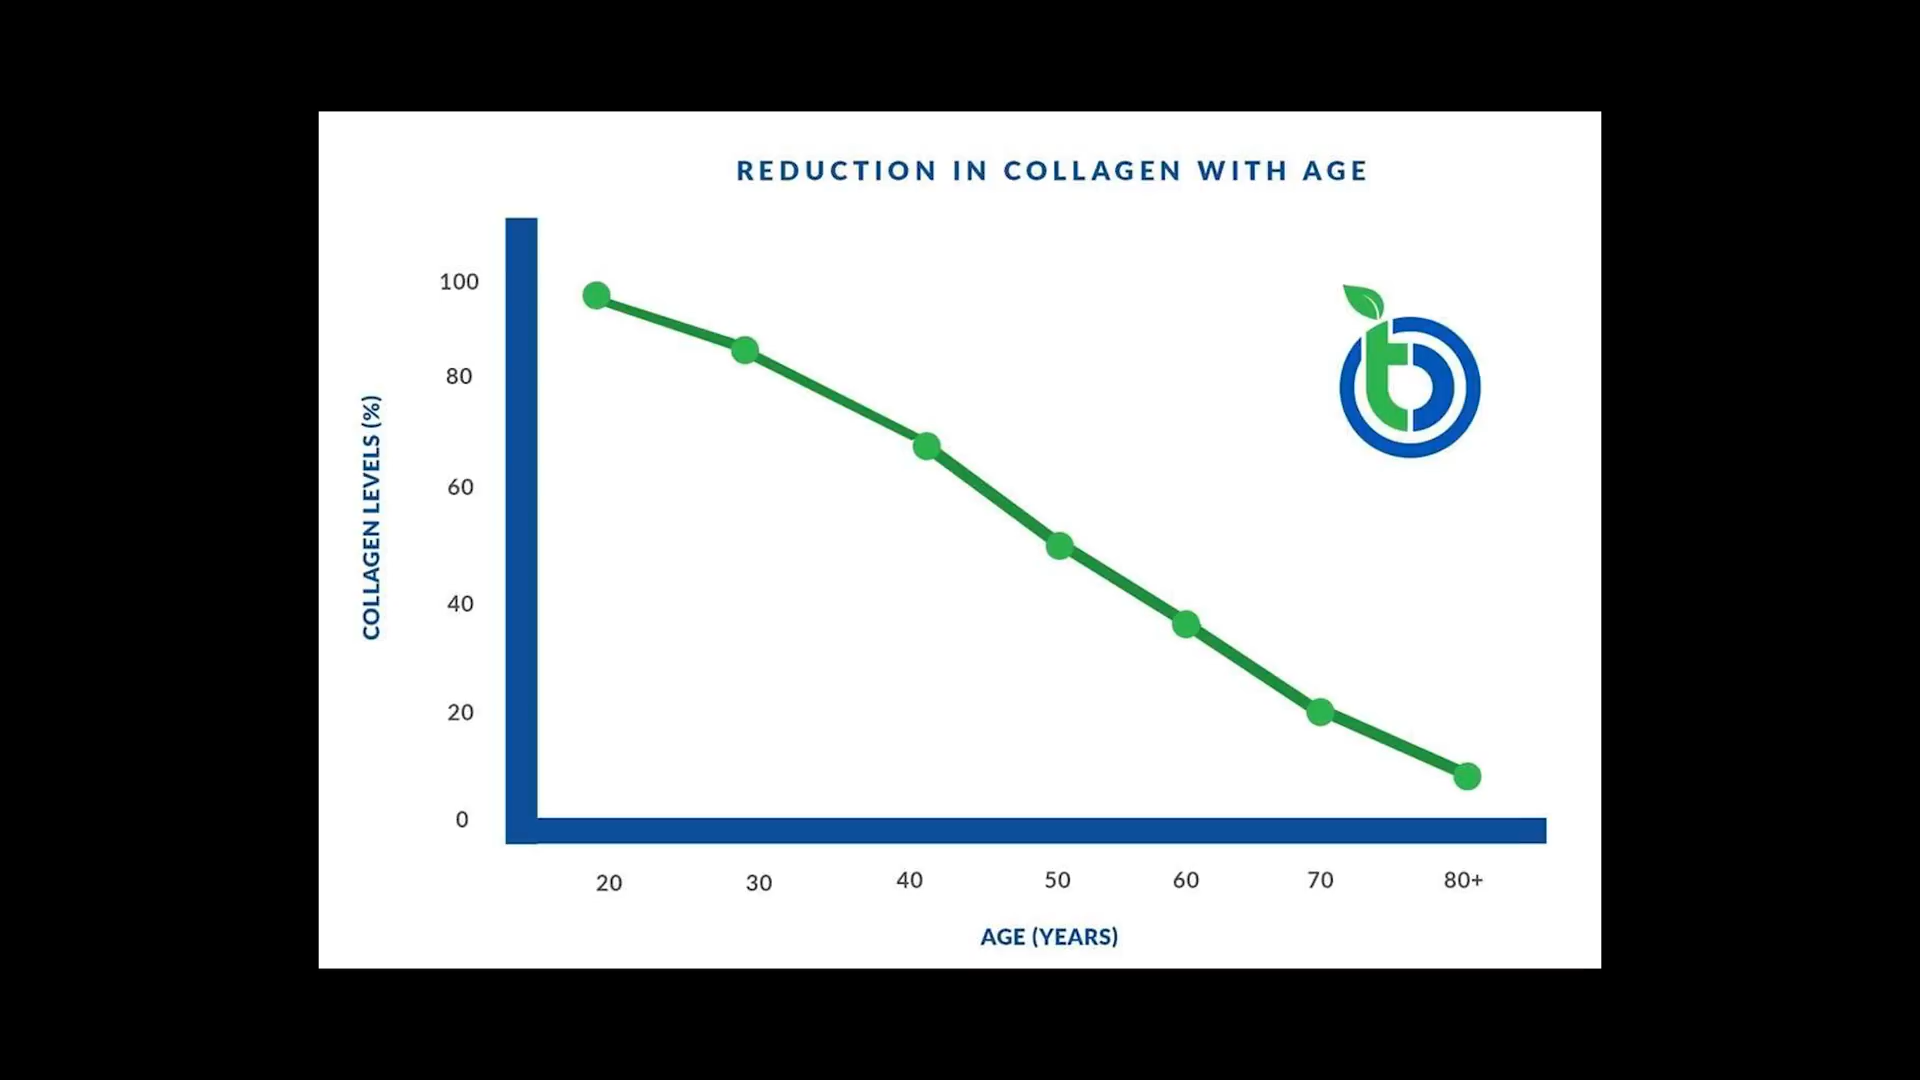 REDUCTION IN COLLAGEN WITH AGE
100
80
60
40
20
0
COLLAGEN LEVELS (%)
20 30 40 50 60 70 80+
AGE (YEARS)